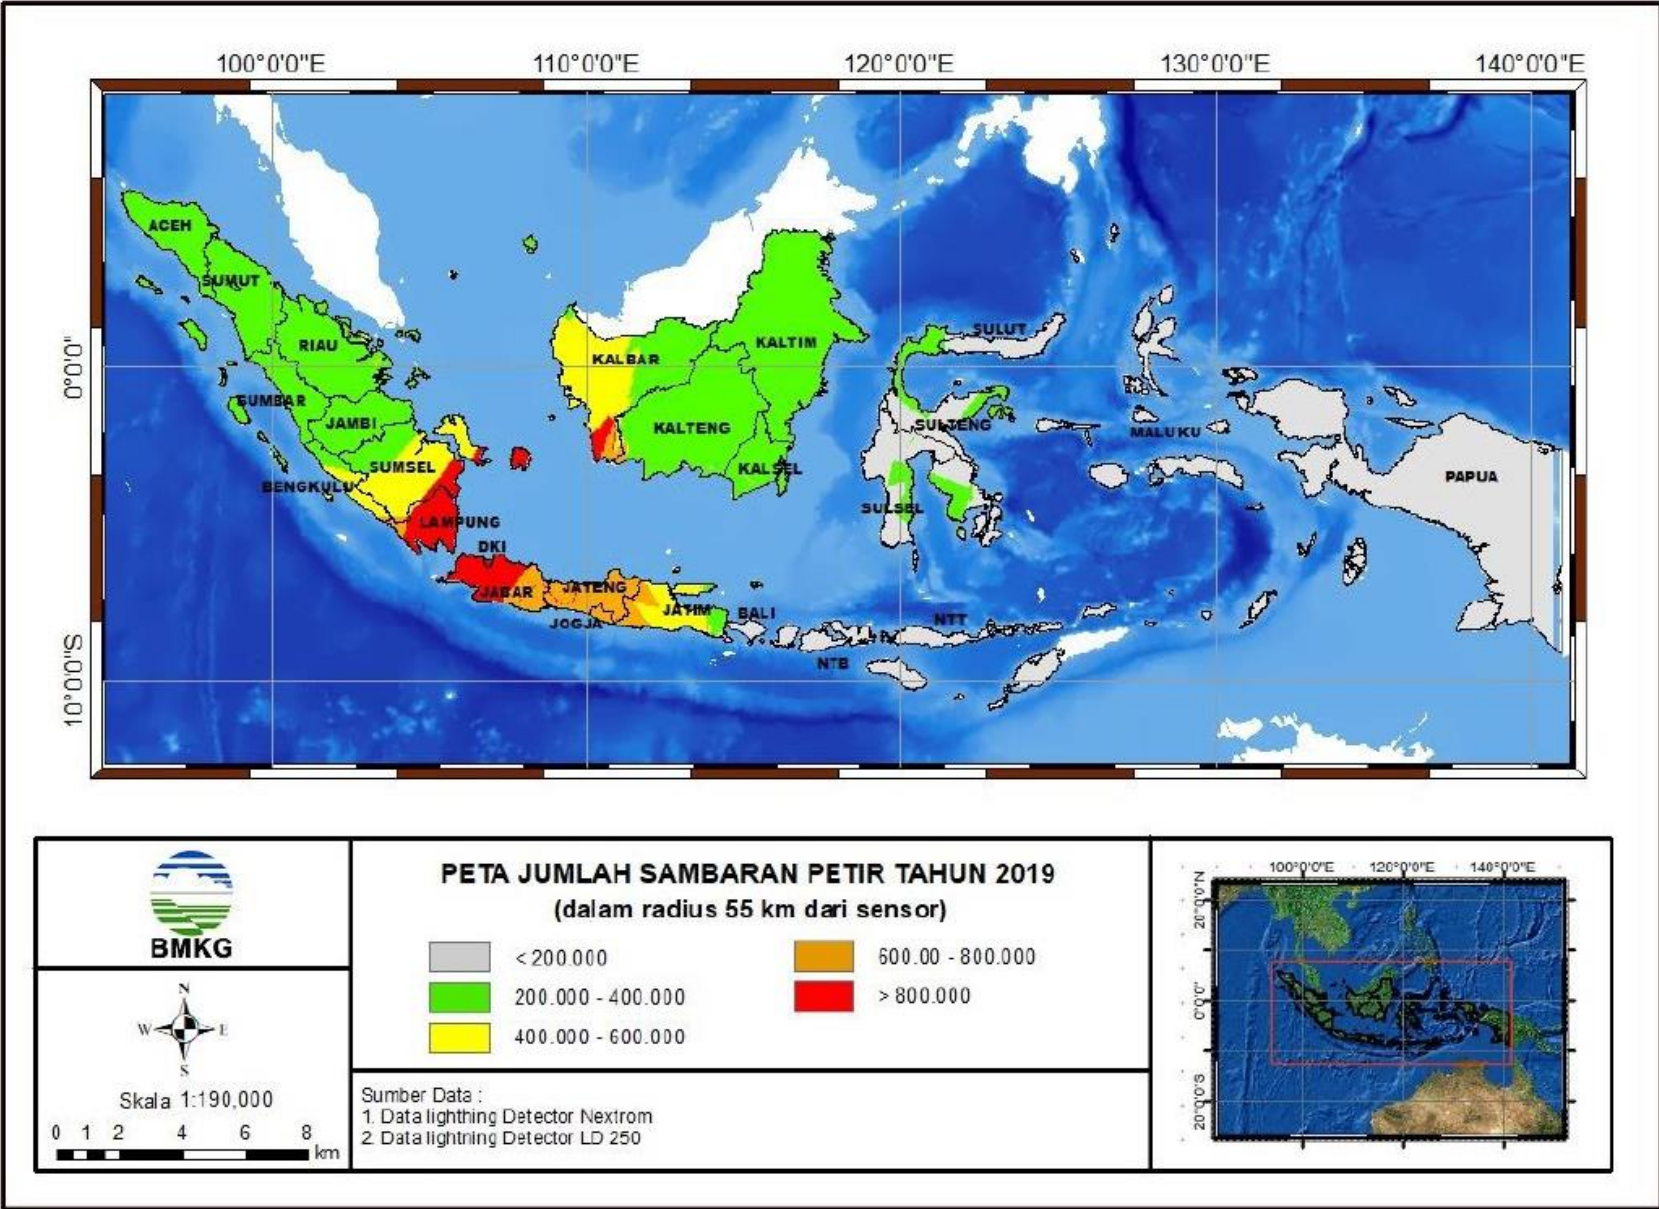 100°0'0"E 110°0'0"E 120°0'0"E 130°0'0"E 140°0'0"E
0°0'0"
10°0'0"S
ACEH
SUMUT
RIAU
SUMBAR
JAMBI
SUMSEL
BENGKULU
LAMPUNG
DKI
JABAR
JATENG
JOGJA
JATIM
BALI
NTB
NTT
KALBAR
KALTENG
KALTIM
KALSEL
SULUT
SULTENG
SULSEL
MALUKU
PAPUA
BMKG
N
W E
S
Skala 1:190,000
0 1 2 4 6 8
km
PETA JUMLAH SAMBARAN PETIR TAHUN 2019
(dalam radius 55 km dari sensor)
< 200.000
200.000 - 400.000
400.000 - 600.000
600.00 - 800.000
> 800.000
Sumber Data :
1. Data lighthing Detector Nextrom
2. Data lightning Detector LD 250
100°0'0"E 120°0'0"E 140°0'0"E
20°0'0"N
0°0'0"
20°0'0"S